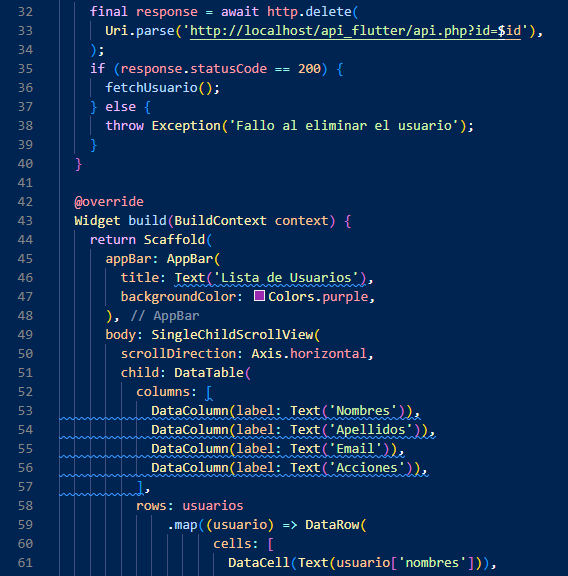 32 final response = await http.delete(
33 Uri.parse('http://localhost/api_flutter/api.php?id=$id'),
34 );
35 if (response.statusCode == 200) {
36 fetchUsuario();
37 } else {
38 throw Exception('Fallo al eliminar el usuario');
39 }
40 }
41
42 @override
43 Widget build(BuildContext context) {
44 return Scaffold(
45 appBar: AppBar(
46 title: Text('Lista de Usuarios'),
47 backgroundColor: Colors.purple,
48 ), // AppBar
49 body: SingleChildScrollView(
50 scrollDirection: Axis.horizontal,
51 child: DataTable(
52 columns: [
53 DataColumn(label: Text('Nombres')),
54 DataColumn(label: Text('Apellidos')),
55 DataColumn(label: Text('Email')),
56 DataColumn(label: Text('Acciones')),
57 ],
58 rows: usuarios
59 .map((usuario) => DataRow(
60 cells: [
61 DataCell(Text(usuario['nombres'])),